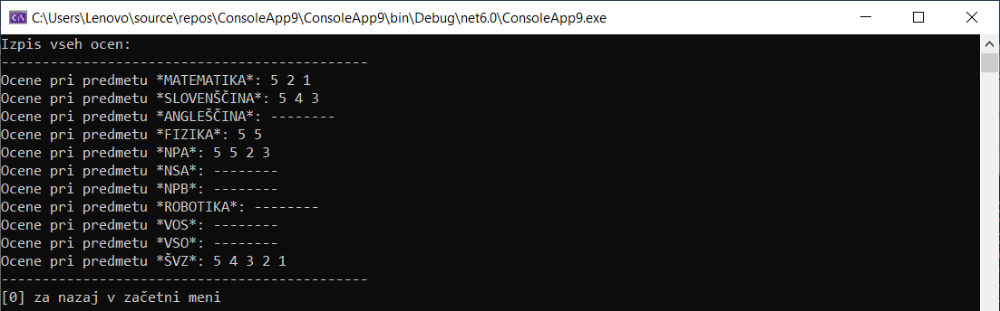 C:\Users\Lenovo\source\repos\ConsoleApp9\ConsoleApp9\bin\Debug\net6.0\ConsoleApp9.exe
Izpis vseh ocen:
---------------------------------------------
Ocene pri predmetu *MATEMATIKA*: 5 2 1
Ocene pri predmetu *SLOVENŠČINA*: 5 4 3
Ocene pri predmetu *ANGLEŠČINA*: --------
Ocene pri predmetu *FIZIKA*: 5 5
Ocene pri predmetu *NPA*: 5 5 2 3
Ocene pri predmetu *NSA*: --------
Ocene pri predmetu *NPB*: --------
Ocene pri predmetu *ROBOTIKA*: --------
Ocene pri predmetu *VOS*: --------
Ocene pri predmetu *VSO*: --------
Ocene pri predmetu *ŠVZ*: 5 4 3 2 1
---------------------------------------------
[0] za nazaj v začetni meni